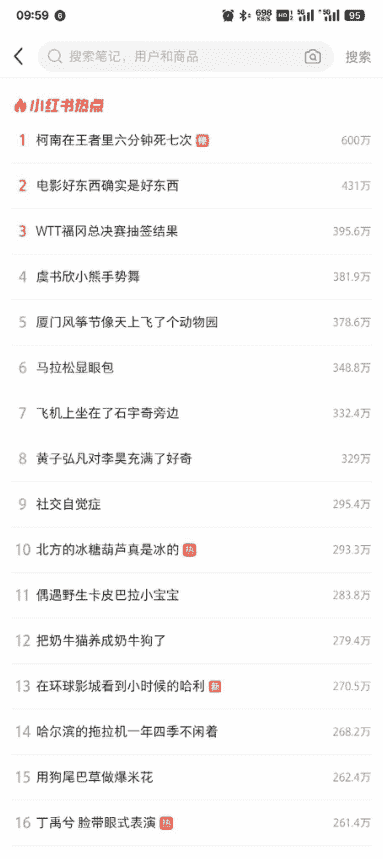 09:59 6 698 KB/S HD 5G 5G 95
搜索笔记，用户和商品 搜索
小红书热点
1 柯南在王者里六分钟死七次 600万
2 电影好东西确实是好东西 431万
3 WTT福冈总决赛抽签结果 395.6万
4 虞书欣小熊手势舞 381.9万
5 厦门风筝节像天上飞了个动物园 378.6万
6 马拉松显眼包 348.8万
7 飞机上坐在了石宇奇旁边 332.4万
8 黄子弘凡对李昊充满了好奇 329万
9 社交自觉症 295.4万
10 北方的冰糖葫芦真是冰的 热 293.3万
11 偶遇野生卡皮巴拉小宝宝 283.8万
12 把奶牛猫养成奶牛狗了 279.4万
13 在环球影城看到小时候的哈利 新 270.5万
14 哈尔滨的拖拉机一年四季不闲着 268.2万
15 用狗尾巴草做爆米花 262.4万
16 丁禹兮 脸带眼式表演 热 261.4万